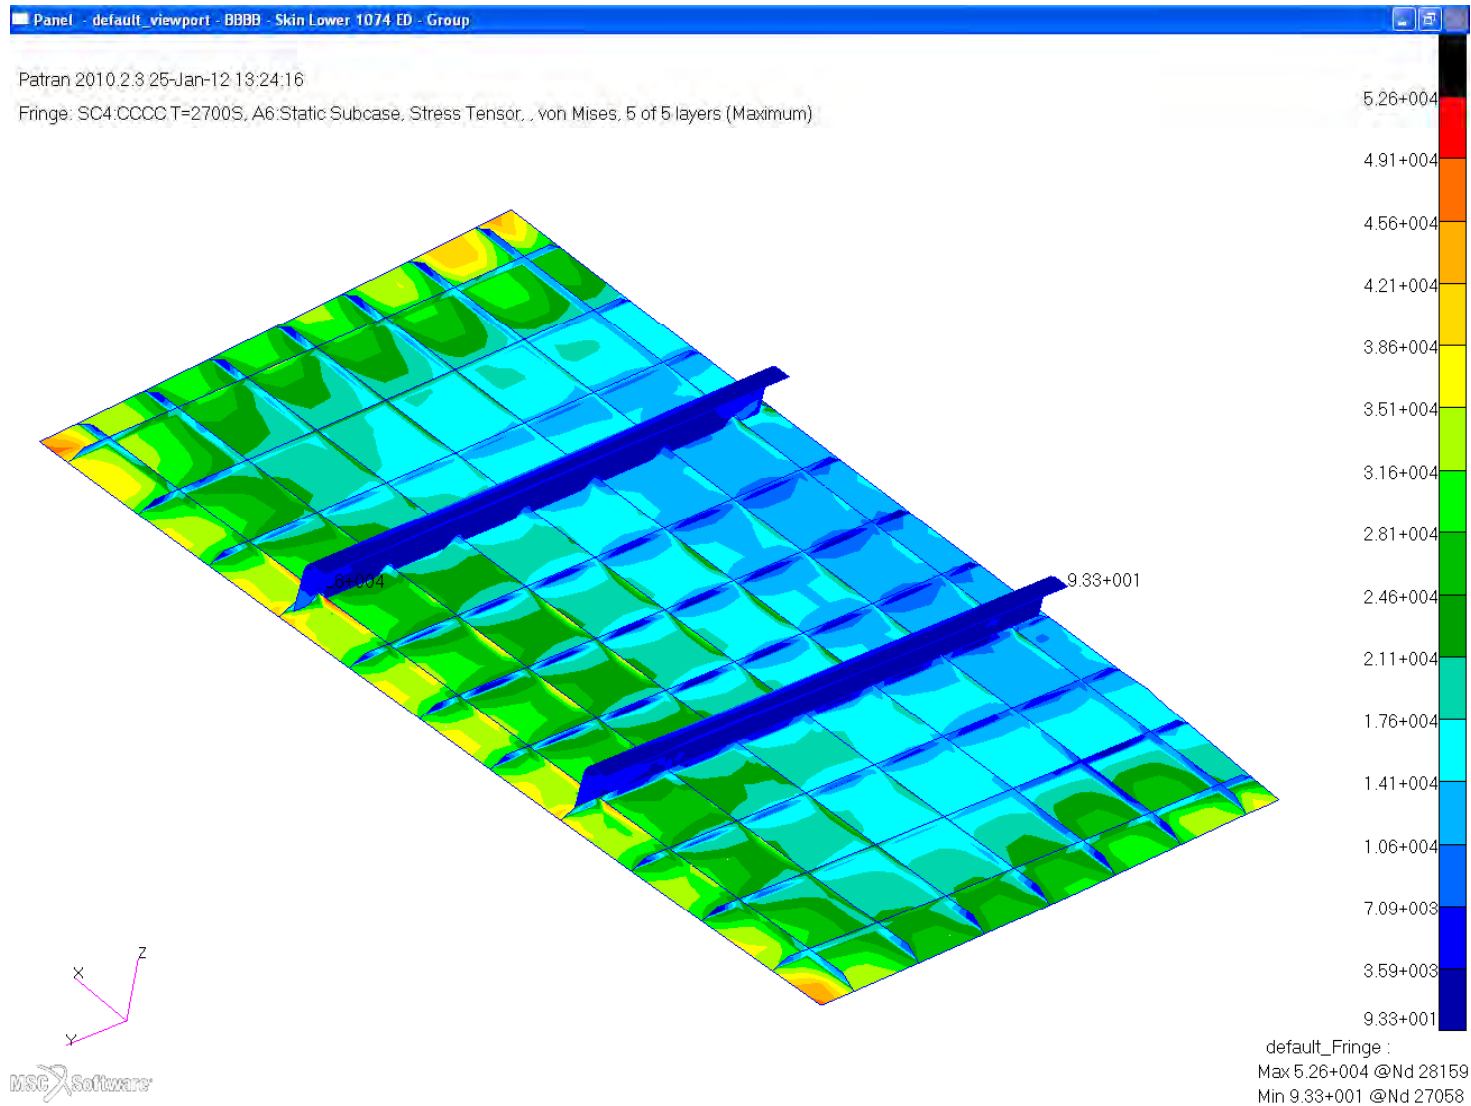 Panel - default_viewport - BBBB - Skin Lower 1074 ED - Group
Patran 2010.2.3 25-Jan-12 13:24:16
Fringe: SC4:CCCC T=2700S, A6:Static Subcase, Stress Tensor, , von Mises, 5 of 5 layers (Maximum)
5.26+004
4.91+004
4.56+004
4.21+004
3.86+004
3.51+004
3.16+004
2.81+004
2.46+004
2.11+004
1.76+004
1.41+004
1.06+004
7.09+003
3.59+003
9.33+001
9.33+001
Z
X
Y
MSC Software
default_Fringe :
Max 5.26+004 @Nd 28159
Min 9.33+001 @Nd 27058